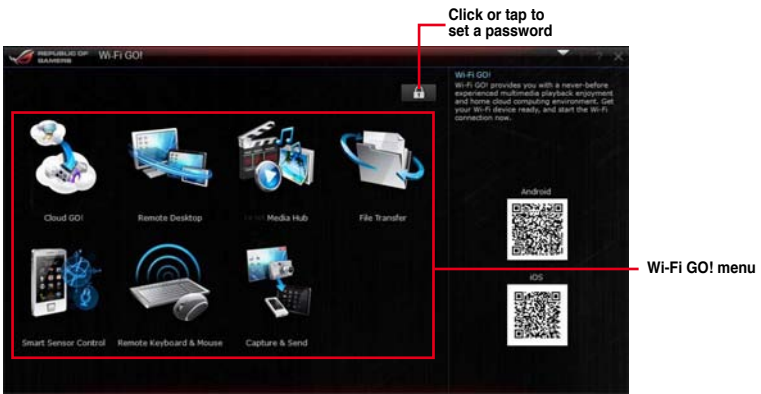 Click or tap to
set a password
REPUBLIC OF
GAMERS
Wi-Fi GO!
? X
Wi-Fi GO!
Wi-Fi GO! provides you with a never-before
experienced multimedia playback enjoyment
and home cloud computing environment. Get
your Wi-Fi device ready, and start the Wi-Fi
connection now.
Cloud GO!
Remote Desktop
Media Hub
File Transfer
Android
Wi-Fi GO! menu
iOS
Smart Sensor Control
Remote Keyboard & Mouse
Capture & Send